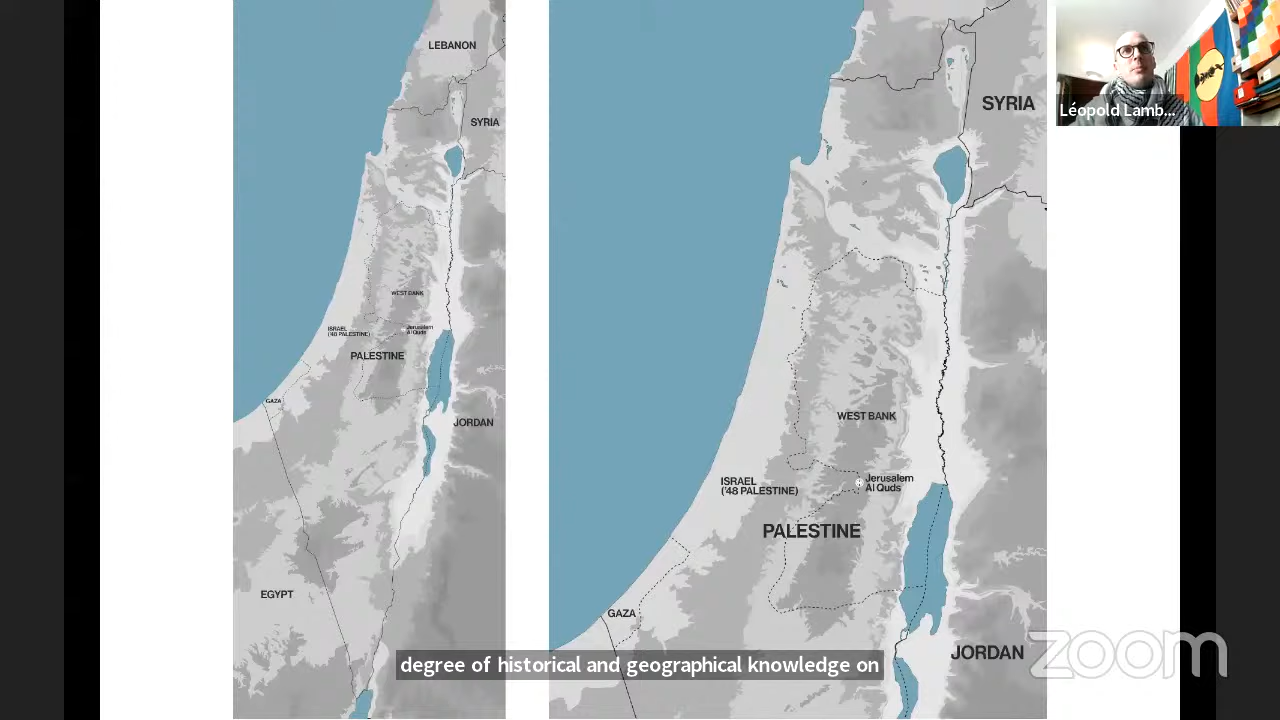 LEBANON
SYRIA
WEST BANK
ISRAEL
('48 PALESTINE)
Jerusalem
Al Quds
PALESTINE
GAZA
JORDAN
EGYPT
SYRIA
WEST BANK
ISRAEL
('48 PALESTINE)
Jerusalem
Al Quds
PALESTINE
GAZA
JORDAN
Léopold Lamb...
degree of historical and geographical knowledge on
zoom